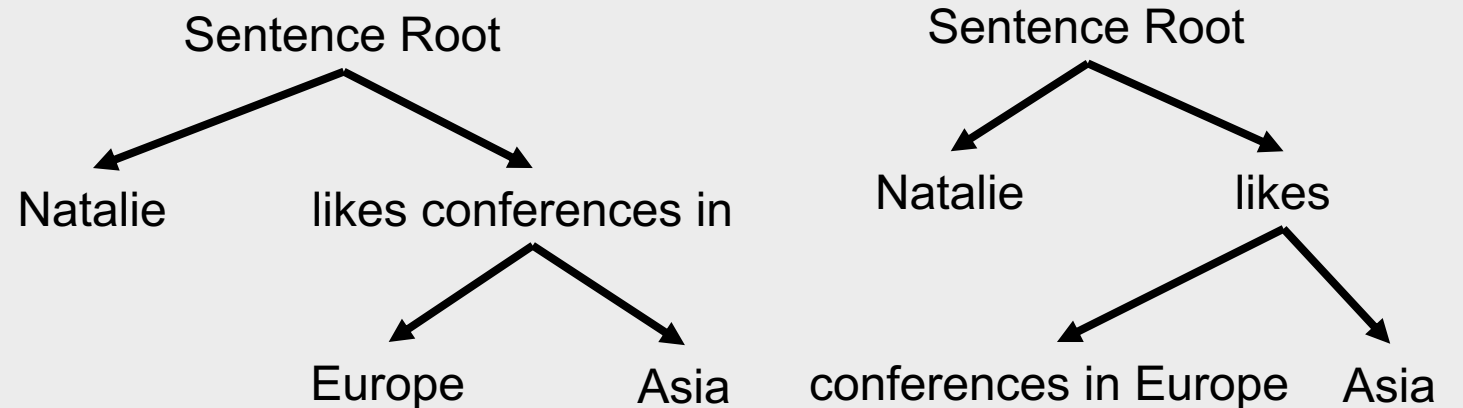 Sentence Root
Natalie
likes conferences in
Europe
Asia
Sentence Root
Natalie
likes
conferences in Europe
Asia